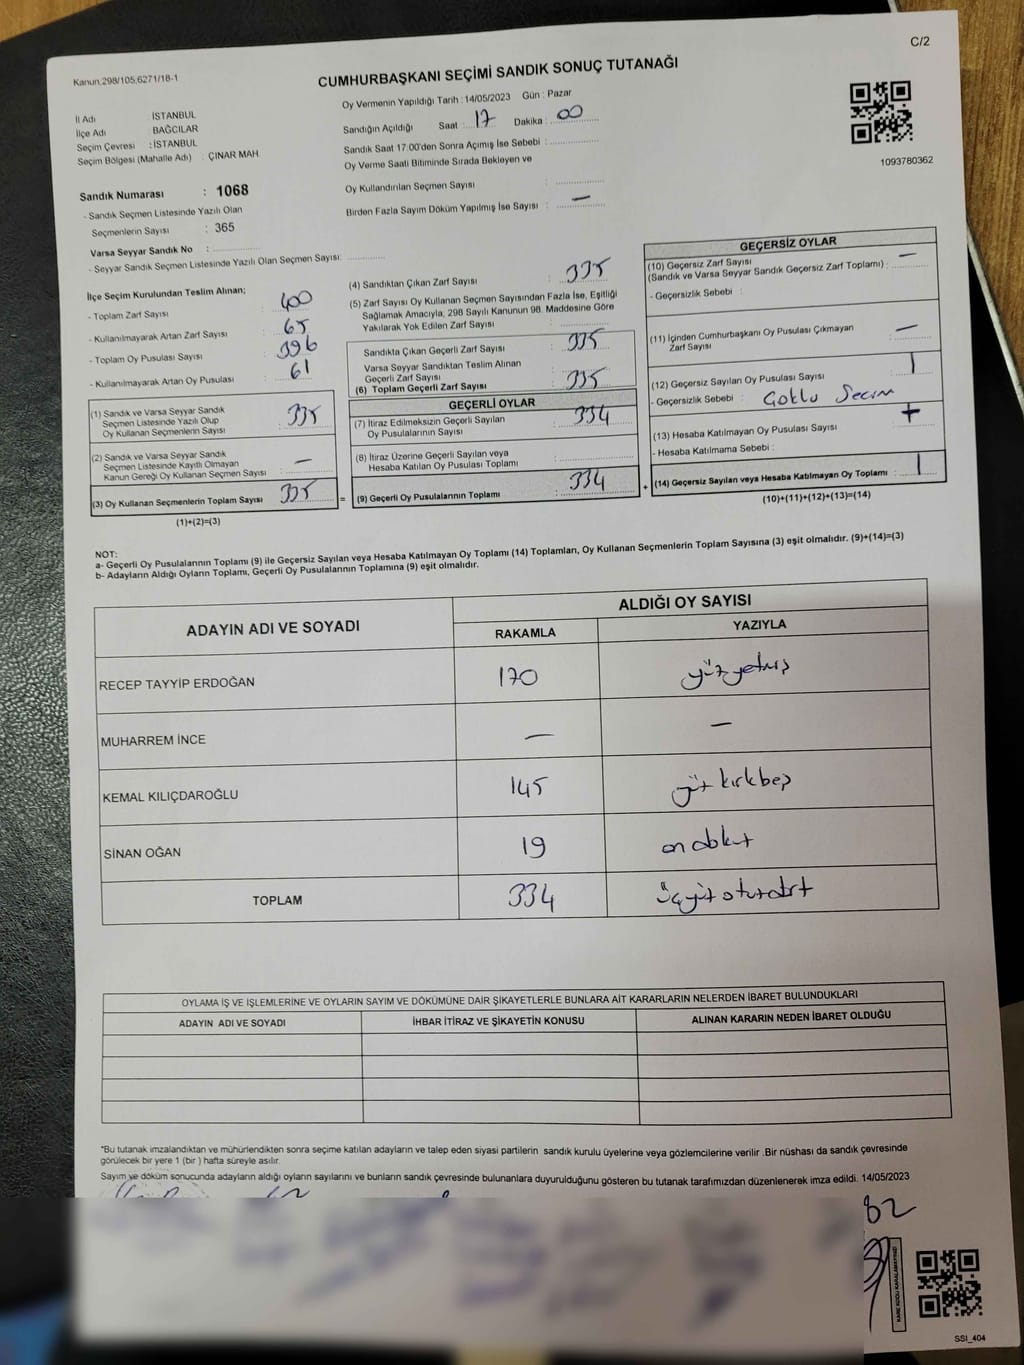 C/2
Kanun.298/105,6271/18-1
CUMHURBAŞKANI SEÇİMİ SANDIK SONUÇ TUTANAĞI
İl Adı : İSTANBUL
İlçe Adı : BAĞCILAR
Seçim Çevresi : İSTANBUL
Seçim Bölgesi (Mahalle Adı) : ÇINAR MAH.
Sandık Numarası : 1068
- Sandık Seçmen Listesinde Yazılı Olan
Seçmenlerin Sayısı : 365
Varsa Seyyar Sandık No :
- Seyyar Sandık Seçmen Listesinde Yazılı Olan Seçmen Sayısı:
Oy Vermenin Yapıldığı Tarih : 14/05/2023 Gün : Pazar
Sandığın Açıldığı Saat : 17 Dakika : 00
Sandık Saat 17:00'den Sonra Açımış İse Sebebi :
Oy Verme Saati Bitiminde Sırada Bekleyen ve
Oy Kullandırılan Seçmen Sayısı :
Birden Fazla Sayım Döküm Yapılmış İse Sayısı : —
1093780362
İlçe Seçim Kurulundan Teslim Alınan;
- Toplam Zarf Sayısı : 400
- Kullanılmayarak Artan Zarf Sayısı : 65
- Toplam Oy Pusulası Sayısı : 396
- Kullanılmayarak Artan Oy Pusulası : 61
(1) Sandık ve Varsa Seyyar Sandık
Seçmen Listesinde Yazılı Olup
Oy Kullanan Seçmenlerin Sayısı : 335
(2) Sandık ve Varsa Seyyar Sandık
Seçmen Listesinde Kayıtlı Olmayan
Kanun Gereği Oy Kullanan Seçmen Sayısı : —
(3) Oy Kullanan Seçmenlerin Toplam Sayısı : 335
(1)+(2)=(3)
(4) Sandıktan Çıkan Zarf Sayısı : 335
(5) Zarf Sayısı Oy Kullanan Seçmen Sayısından Fazla İse, Eşitliği
Sağlamak Amacıyla, 298 Sayılı Kanunun 98. Maddesine Göre
Yakılarak Yok Edilen Zarf Sayısı :
Sandıkta Çıkan Geçerli Zarf Sayısı : 335
Varsa Seyyar Sandıktan Teslim Alınan
Geçerli Zarf Sayısı :
(6) Toplam Geçerli Zarf Sayısı : 335
GEÇERLİ OYLAR
(7) İtiraz Edilmeksizin Geçerli Sayılan
Oy Pusulalarının Sayısı : 334
(8) İtiraz Üzerine Geçerli Sayılan veya
Hesaba Katılan Oy Pusulası Toplamı :
= (9) Geçerli Oy Pusulalarının Toplamı : 334
GEÇERSİZ OYLAR
(10) Geçersiz Zarf Sayısı
(Sandık ve Varsa Seyyar Sandık Geçersiz Zarf Toplamı) : —
- Geçersizlik Sebebi :
(11) İçinden Cumhurbaşkanı Oy Pusulası Çıkmayan
Zarf Sayısı : —
(12) Geçersiz Sayılan Oy Pusulası Sayısı : 1
- Geçersizlik Sebebi : Çoklu Seçim
(13) Hesaba Katılmayan Oy Pusulası Sayısı :
- Hesaba Katılmama Sebebi :
+ (14) Geçersiz Sayılan veya Hesaba Katılmayan Oy Toplamı : 1
(10)+(11)+(12)+(13)=(14)
NOT:
a- Geçerli Oy Pusulalarının Toplamı (9) ile Geçersiz Sayılan veya Hesaba Katılmayan Oy Toplamı (14) Toplamları, Oy Kullanan Seçmenlerin Toplam Sayısına (3) eşit olmalıdır. (9)+(14)=(3)
b- Adayların Aldığı Oyların Toplamı, Geçerli Oy Pusulalarının Toplamına (9) eşit olmalıdır.
ADAYIN ADI VE SOYADI ALDIĞI OY SAYISI
RAKAMLA YAZIYLA
RECEP TAYYİP ERDOĞAN 170 yüzyetmiş
MUHARREM İNCE — —
KEMAL KILIÇDAROĞLU 145 yüz kırkbeş
SİNAN OĞAN 19 on dokuz
TOPLAM 334 üçyüzotuzdört
OYLAMA İŞ VE İŞLEMLERİNE VE OYLARIN SAYIM VE DÖKÜMÜNE DAİR ŞİKAYETLERLE BUNLARA AİT KARARLARIN NELERDEN İBARET BULUNDUKLARI
ADAYIN ADI VE SOYADI İHBAR İTİRAZ VE ŞİKAYETİN KONUSU ALINAN KARARIN NEDEN İBARET OLDUĞU
*Bu tutanak imzalandıktan ve mühürlendikten sonra seçime katılan adayların ve talep eden siyasi partilerin sandık kurulu üyelerine veya gözlemcilerine verilir .Bir nüshası da sandık çevresinde
görülecek bir yere 1 (bir ) hafta süreyle asılır.
Sayım ve döküm sonucunda adayların aldığı oyların sayılarını ve bunların sandık çevresinde bulunanlara duyurulduğunu gösteren bu tutanak tarafımızdan düzenlenerek imza edildi. 14/05/2023
KARE KODU KARALAMAYINIZ!
SSI_404